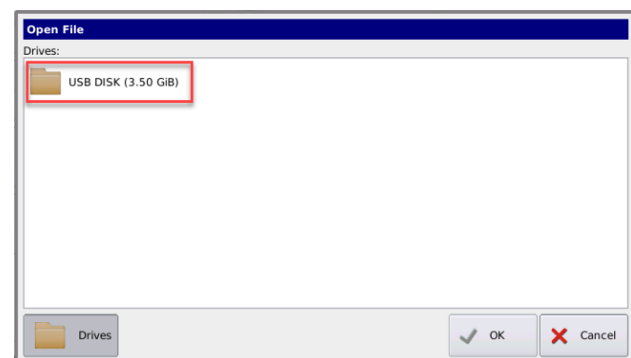 Open File
Drives:
USB DISK (3.50 GiB)
Drives
OK
Cancel